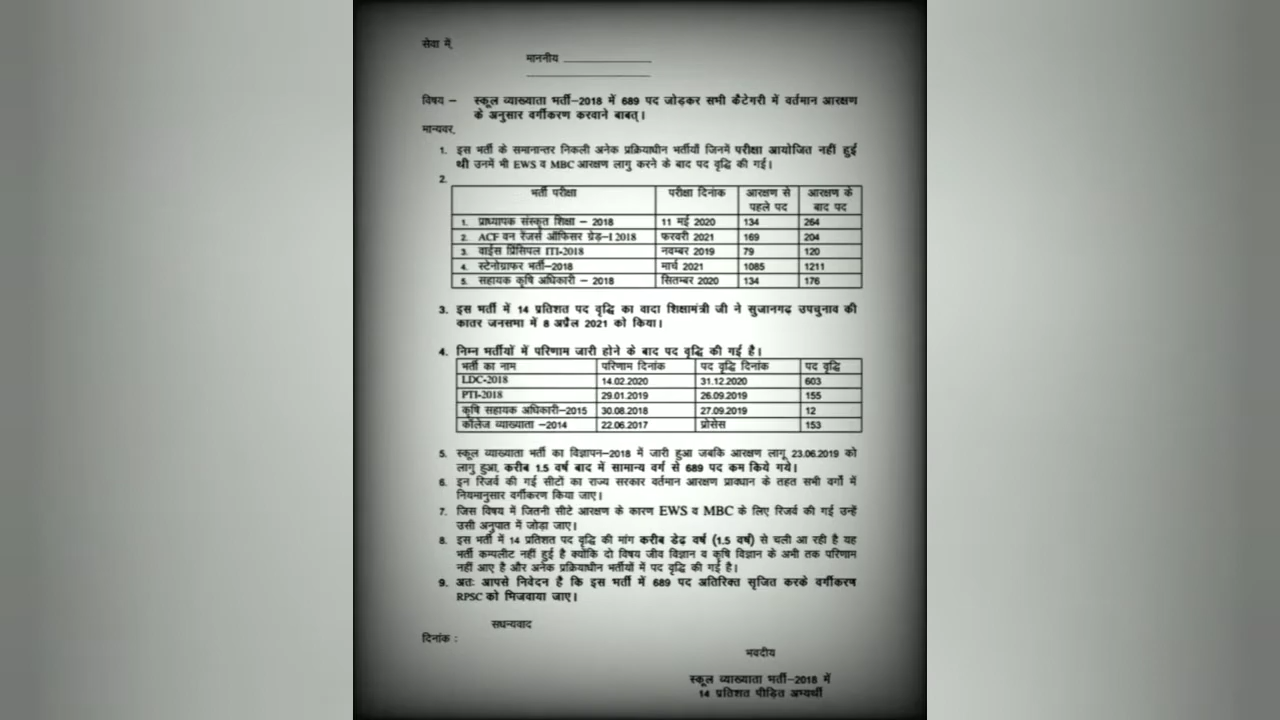 सेवा में,
माननीय
विषय – स्कूल व्याख्याता भर्ती–2018 में 689 पद जोड़कर सभी कैटेगरी में वर्तमान आरक्षण
के अनुसार वर्गीकरण करवाने बाबत्।
मान्यवर,
1. इस भर्ती के समानान्तर निकली अनेक प्रक्रियाधीन भर्तीयों जिनमें परीक्षा आयोजित नहीं हुई
थी उनमें भी EWS व MBC आरक्षण लागु करने के बाद पद वृद्धि की गई।
2.
भर्ती परीक्षा परीक्षा दिनांक आरक्षण से पहले पद आरक्षण के बाद पद
1. प्राध्यापक संस्कृत शिक्षा – 2018 11 मई 2020 134 264
2. ACF वन रेंजर्स ऑफिसर ग्रेड–I 2018 फरवरी 2021 169 204
3. वाईस प्रिंसिपल ITI-2018 नवम्बर 2019 79 120
4. स्टेनोग्राफर भर्ती–2018 मार्च 2021 1085 1211
5. सहायक कृषि अधिकारी – 2018 सितम्बर 2020 134 176
3. इस भर्ती में 14 प्रतिशत पद वृद्धि का वादा शिक्षामंत्री जी ने सुजानगढ़ उपचुनाव की
कातर जनसभा में 8 अप्रैल 2021 को किया।
4. निम्न भर्तीयों में परिणाम जारी होने के बाद पद वृद्धि की गई है।
भर्ती का नाम परिणाम दिनांक पद वृद्धि दिनांक पद वृद्धि
LDC-2018 14.02.2020 31.12.2020 603
PTI-2018 29.01.2019 26.09.2019 155
कृषि सहायक अधिकारी–2015 30.08.2018 27.09.2019 12
कॉलेज व्याख्याता –2014 22.06.2017 प्रोसेस 153
5. स्कूल व्याख्याता भर्ती का विज्ञापन–2018 में जारी हुआ जबकि आरक्षण लागू 23.06.2019 को
लागु हुआ, करीब 1.5 वर्ष बाद में सामान्य वर्ग से 689 पद कम किये गये।
6. इन रिजर्व की गई सीटों का राज्य सरकार वर्तमान आरक्षण प्रावधान के तहत सभी वर्गो में
नियमानुसार वर्गीकरण किया जाए।
7. जिस विषय में जितनी सीटे आरक्षण के कारण EWS व MBC के लिए रिजर्व की गई उन्हें
उसी अनुपात में जोड़ा जाए।
8. इस भर्ती में 14 प्रतिशत पद वृद्धि की मांग करीब डेढ़ वर्ष (1.5 वर्ष) से चली आ रही है यह
भर्ती कम्पलीट नहीं हुई है क्योंकि दो विषय जीव विज्ञान व कृषि विज्ञान के अभी तक परिणाम
नहीं आए है और अनेक प्रक्रियाधीन भर्तीयों में पद वृद्धि की गई है।
9. अतः आपसे निवेदन है कि इस भर्ती में 689 पद अतिरिक्त सृजित करके वर्गीकरण
RPSC को भिजवाया जाए।
सधन्यवाद
दिनांक :
भवदीय
स्कूल व्याख्याता भर्ती–2018 में
14 प्रतिशत पीड़ित अभ्यर्थी